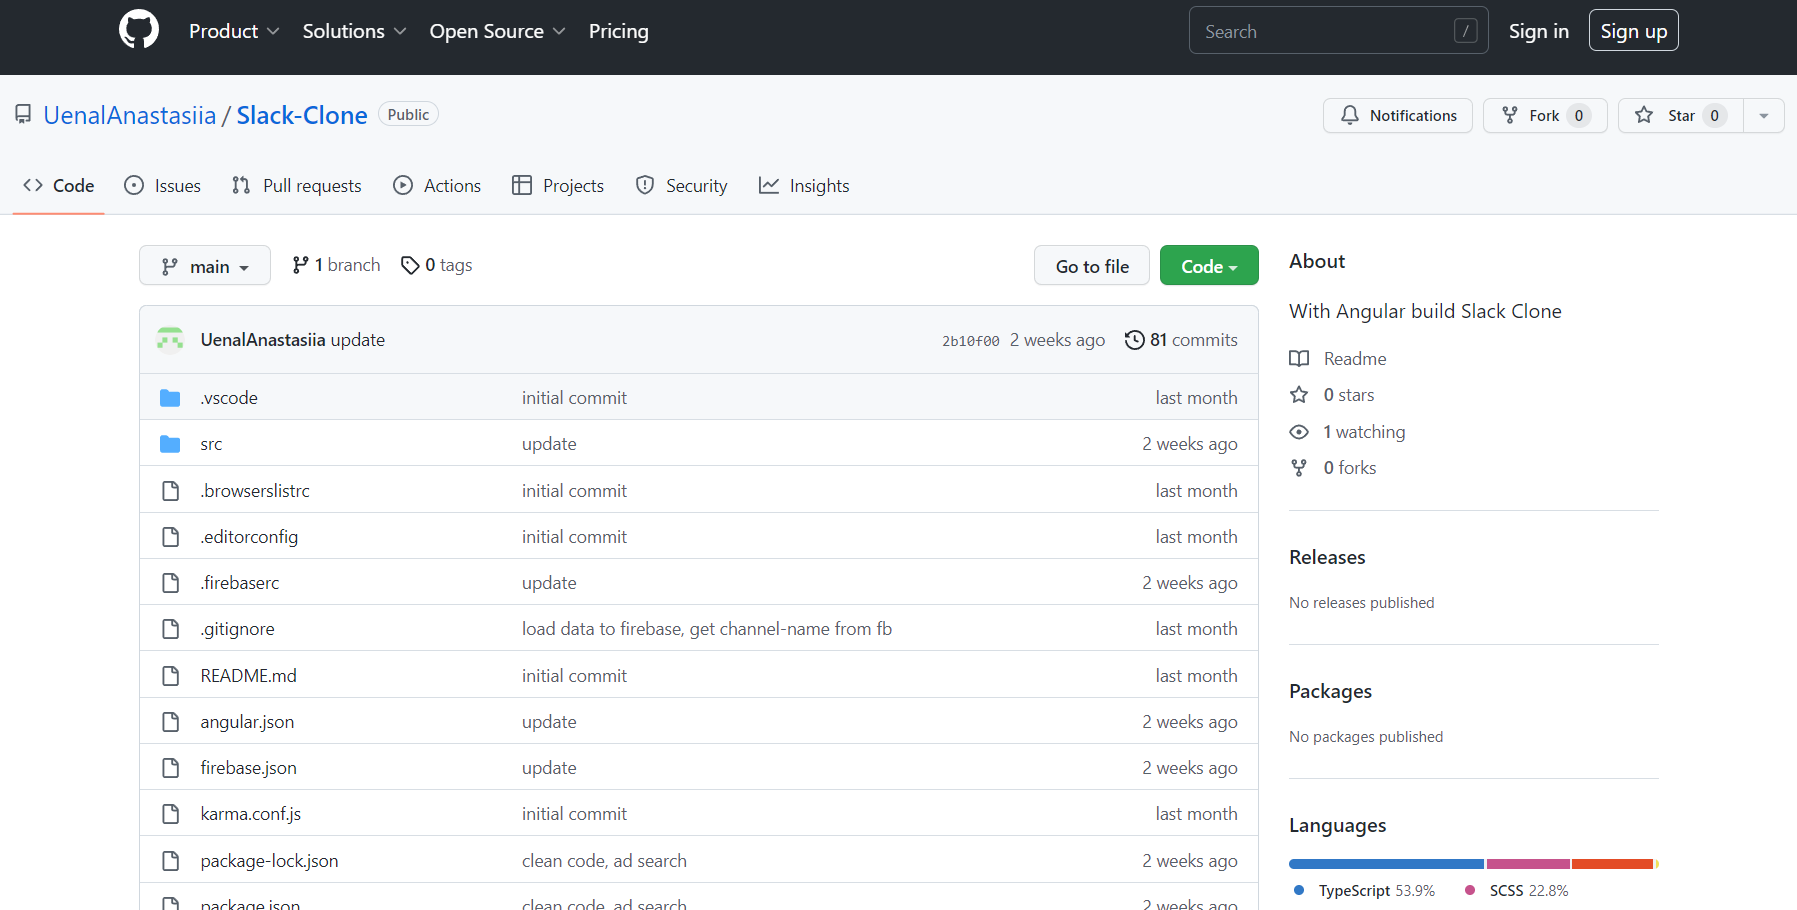 Product Solutions Open Source Pricing Search / Sign in Sign up
UenalAnastasiia / Slack-Clone Public Notifications Fork 0 Star 0
Code Issues Pull requests Actions Projects Security Insights
main 1 branch 0 tags Go to file Code
About
With Angular build Slack Clone
UenalAnastasiia update 2b10f00 2 weeks ago 81 commits
Readme
.vscode initial commit last month
0 stars
src update 2 weeks ago
1 watching
0 forks
.browserslistrc initial commit last month
.editorconfig initial commit last month
Releases
.firebaserc update 2 weeks ago
No releases published
.gitignore load data to firebase, get channel-name from fb last month
README.md initial commit last month
Packages
angular.json update 2 weeks ago
No packages published
firebase.json update 2 weeks ago
karma.conf.js initial commit last month
Languages
package-lock.json clean code, ad search 2 weeks ago
TypeScript 53.9% SCSS 22.8%
package.json clean code, ad search 2 weeks ago